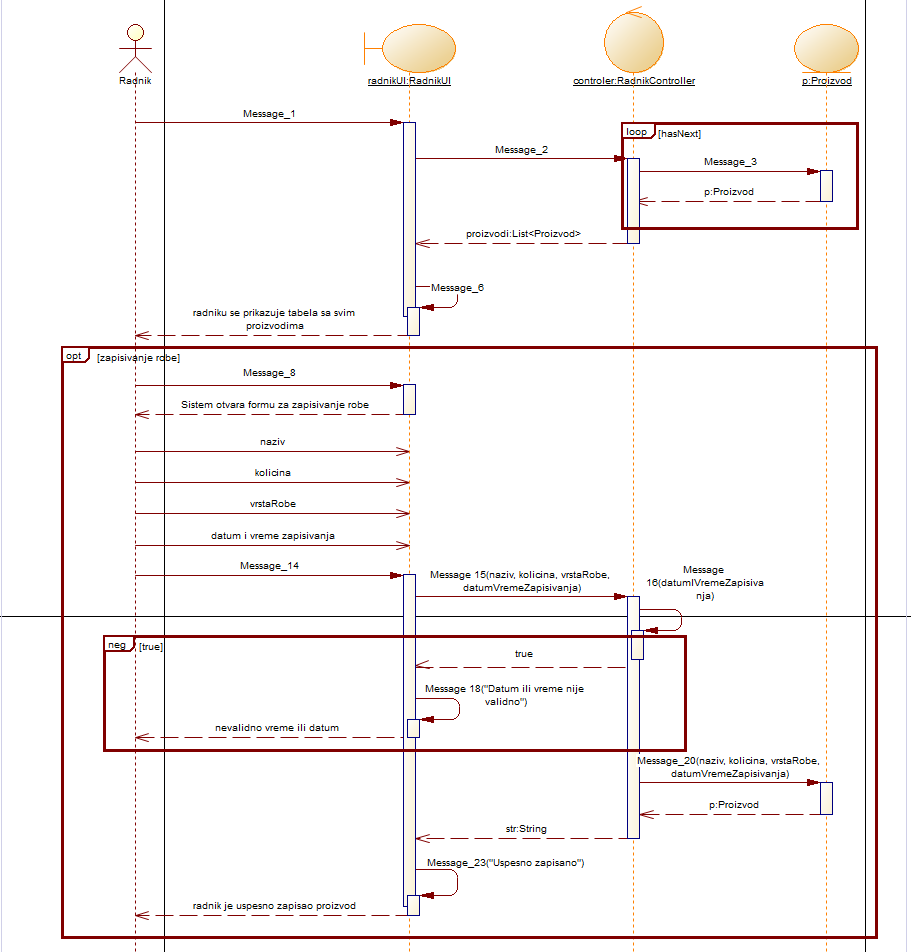 Radnik
radnikUI:RadnikUI
controler:RadnikController
p:Proizvod
Message_1
loop
[hasNext]
Message_2
Message_3
p:Proizvod
proizvodi:List<Proizvod>
Message_6
radniku se prikazuje tabela sa svim
proizvodima
opt
[zapisivanje robe]
Message_8
Sistem otvara formu za zapisivanje robe
naziv
kolicina
vrstaRobe
datum i vreme zapisivanja
Message_14
Message 15(naziv, kolicina, vrstaRobe,
datumVremeZapisivanja)
Message
16(datumIVremeZapisiva
nja)
neg
[true]
true
Message 18("Datum ili vreme nije
validno")
nevalidno vreme ili datum
Message_20(naziv, kolicina, vrstaRobe,
datumVremeZapisivanja)
p:Proizvod
str:String
Message_23("Uspesno zapisano")
radnik je uspesno zapisao proizvod